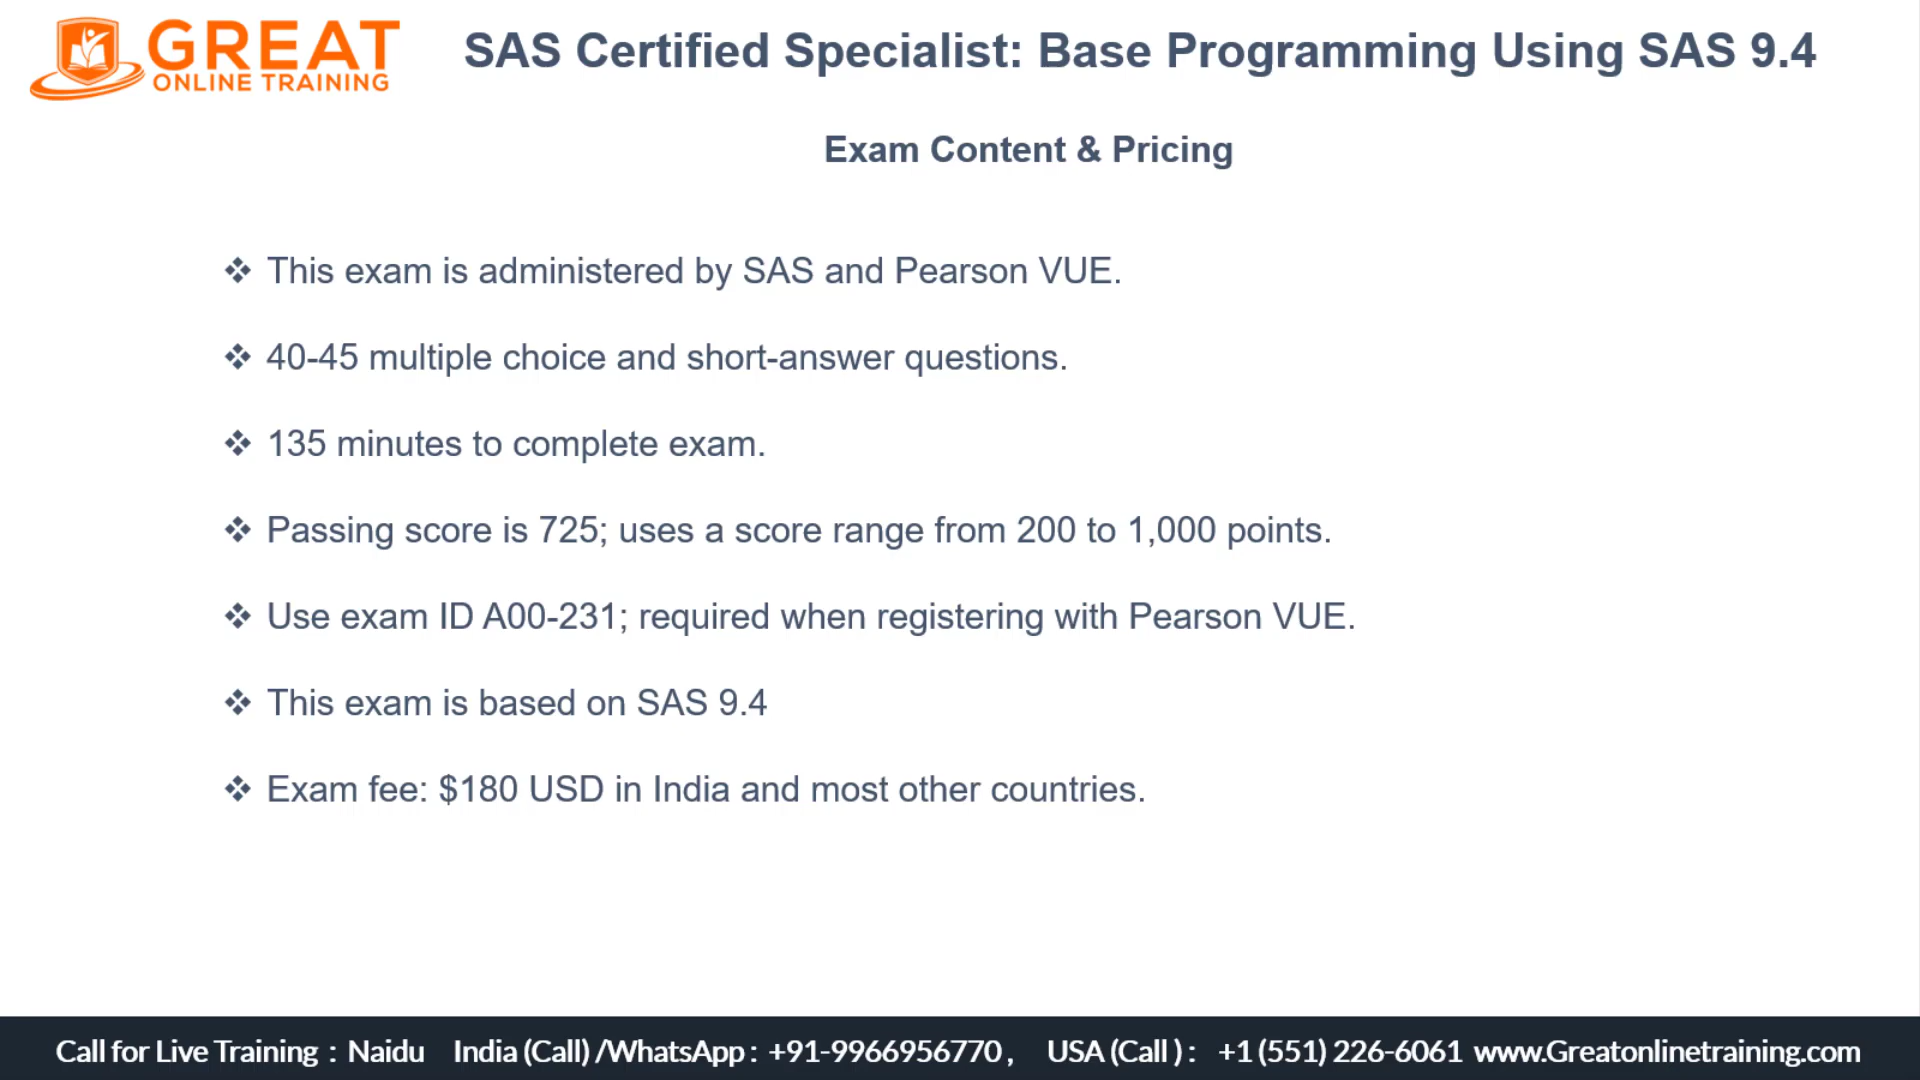 GREAT
ONLINE TRAINING
SAS Certified Specialist: Base Programming Using SAS 9.4
Exam Content & Pricing
❖ This exam is administered by SAS and Pearson VUE.
❖ 40-45 multiple choice and short-answer questions.
❖ 135 minutes to complete exam.
❖ Passing score is 725; uses a score range from 200 to 1,000 points.
❖ Use exam ID A00-231; required when registering with Pearson VUE.
❖ This exam is based on SAS 9.4
❖ Exam fee: $180 USD in India and most other countries.
Call for Live Training : Naidu India (Call) /WhatsApp : +91-9966956770 , USA (Call ) : +1 (551) 226-6061 www.Greatonlinetraining.com